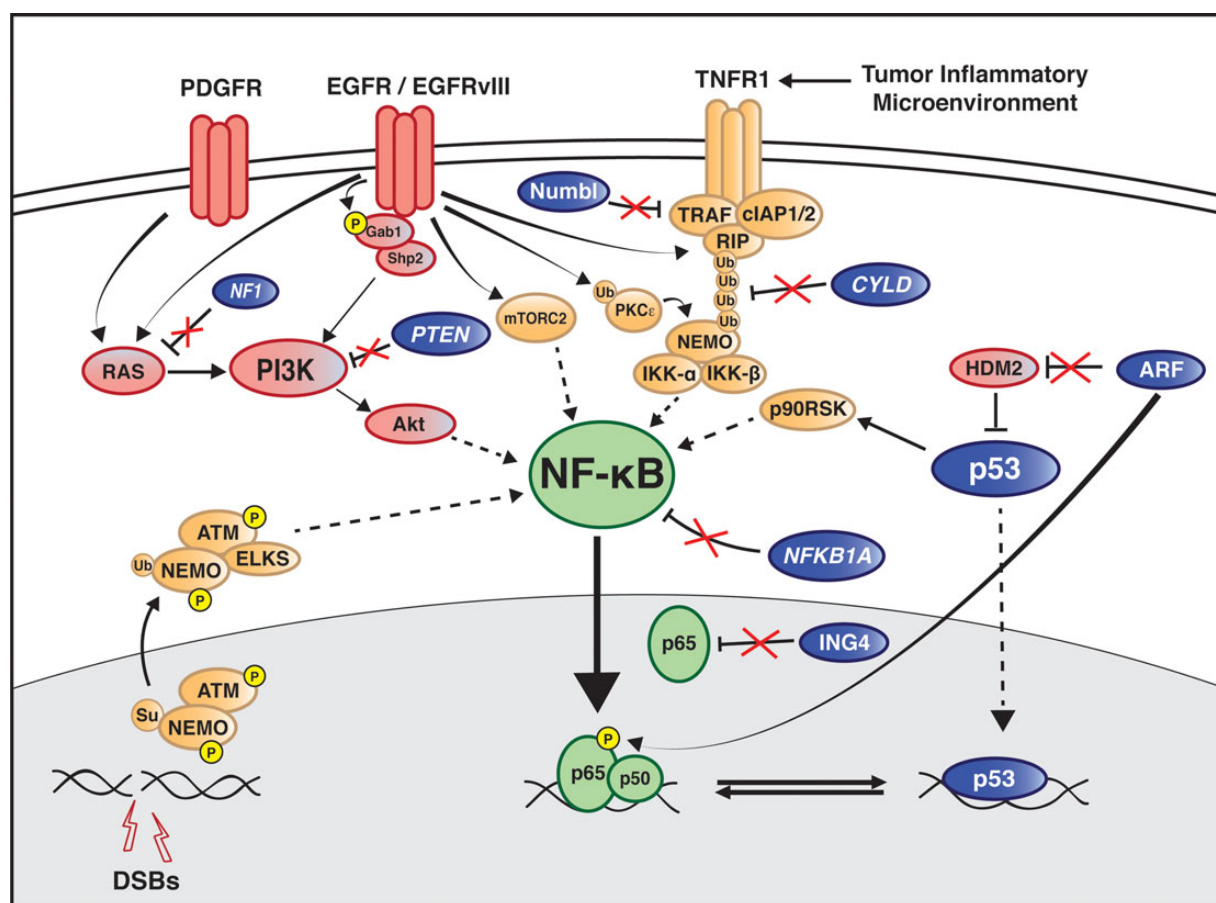 PDGFR
EGFR / EGFRvIII
TNFR1
Tumor Inflammatory
Microenvironment
Numbl
TRAF
cIAP1/2
RIP
P
Gab1
Shp2
Ub
Ub
Ub
Ub
CYLD
NF1
mTORC2
Ub
PKCε
PTEN
NEMO
RAS
PI3K
IKK-α
IKK-β
HDM2
ARF
Akt
p90RSK
NF-κB
p53
P
ATM
ELKS
Ub
NEMO
P
NFKB1A
p65
ING4
P
ATM
Su
NEMO
P
P
p65
p50
p53
DSBs